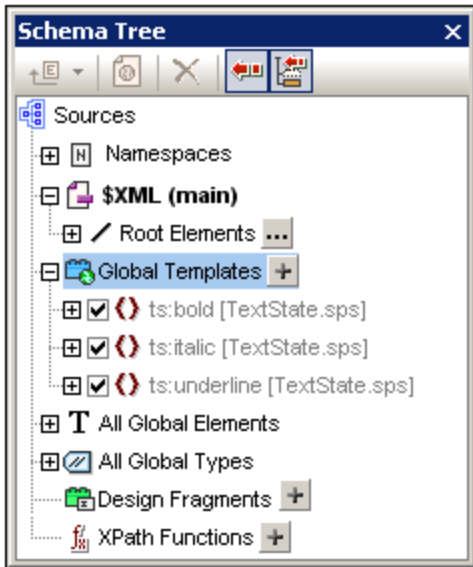 Schema Tree
Sources
Namespaces
$XML (main)
Root Elements ...
Global Templates
ts:bold [TextState.sps]
ts:italic [TextState.sps]
ts:underline [TextState.sps]
All Global Elements
All Global Types
Design Fragments
XPath Functions